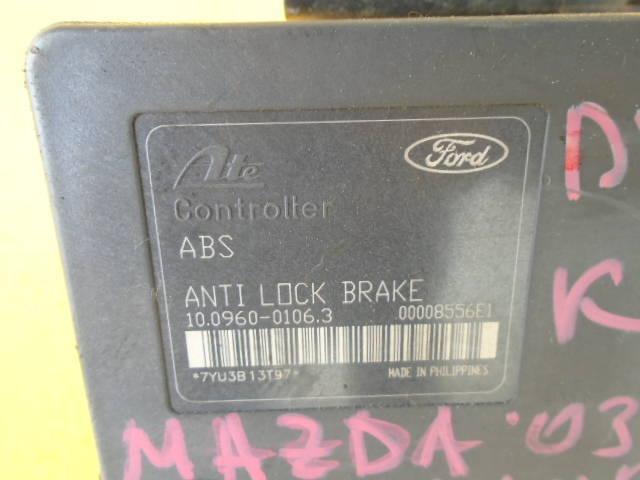 Ate
Ford
Controller
ABS
ANTI LOCK BRAKE
10.0960-0106.3 00008556E1
*7YU3B13T97*
MADE IN PHILIPPINES
D
K
MAZDA '03